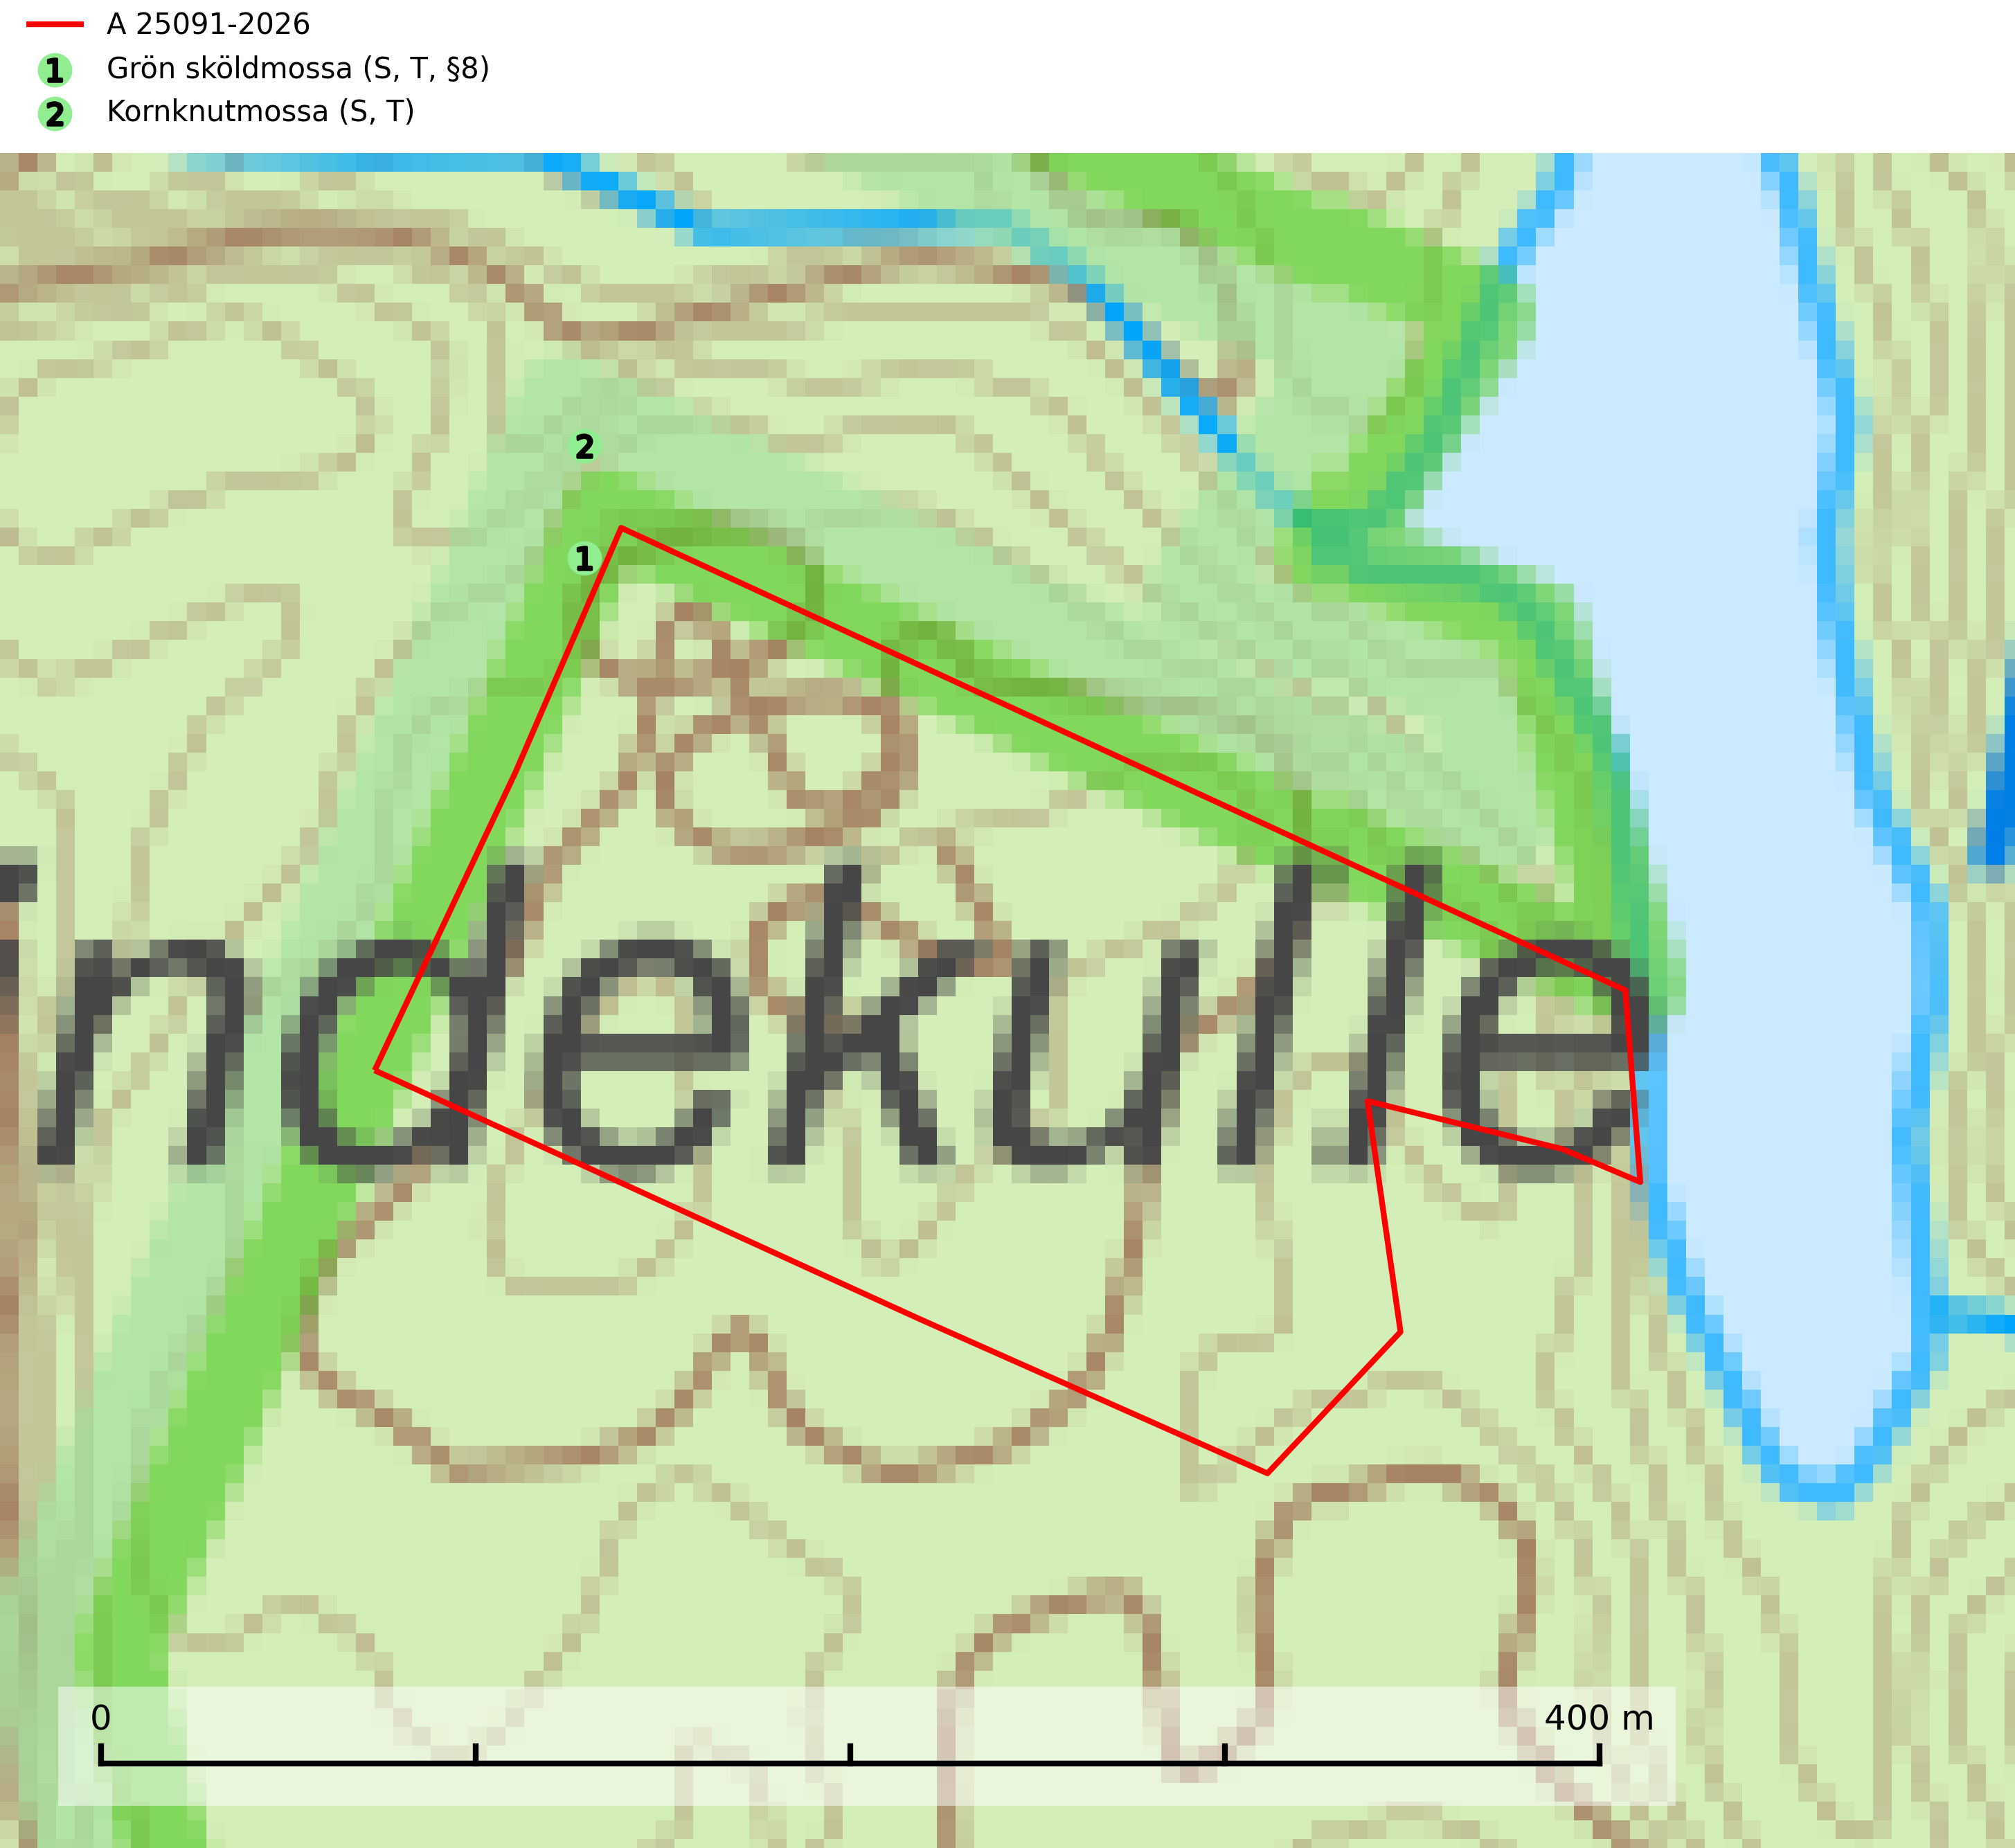 A 25091-2026
1 Grön sköldmossa (S, T, §8)
2 Kornknutmossa (S, T)
2
1
ndekulle
0 400 m